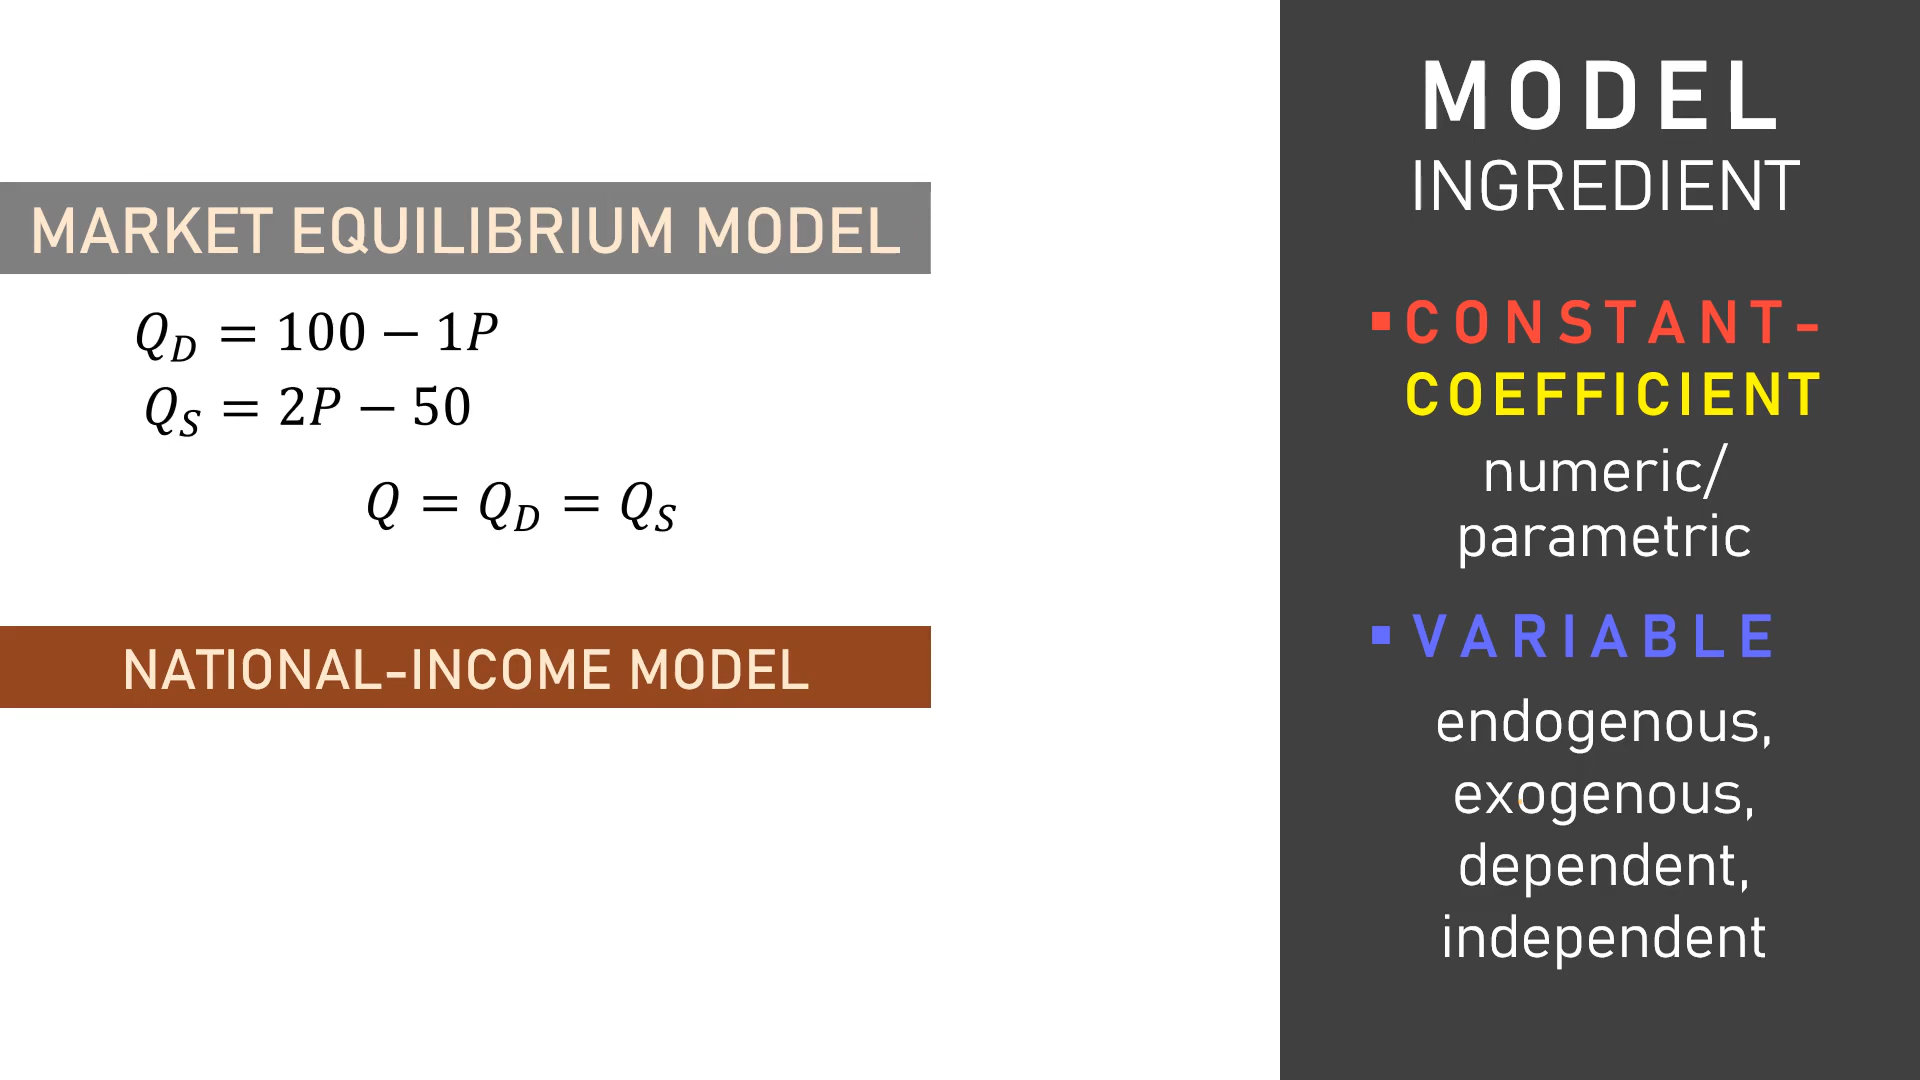 MARKET EQUILIBRIUM MODEL
Q_D = 100 − 1P
Q_S = 2P − 50
Q = Q_D = Q_S
NATIONAL-INCOME MODEL
MODEL
INGREDIENT
▪CONSTANT-
COEFFICIENT
numeric/
parametric
▪ VARIABLE
endogenous,
exogenous,
dependent,
independent